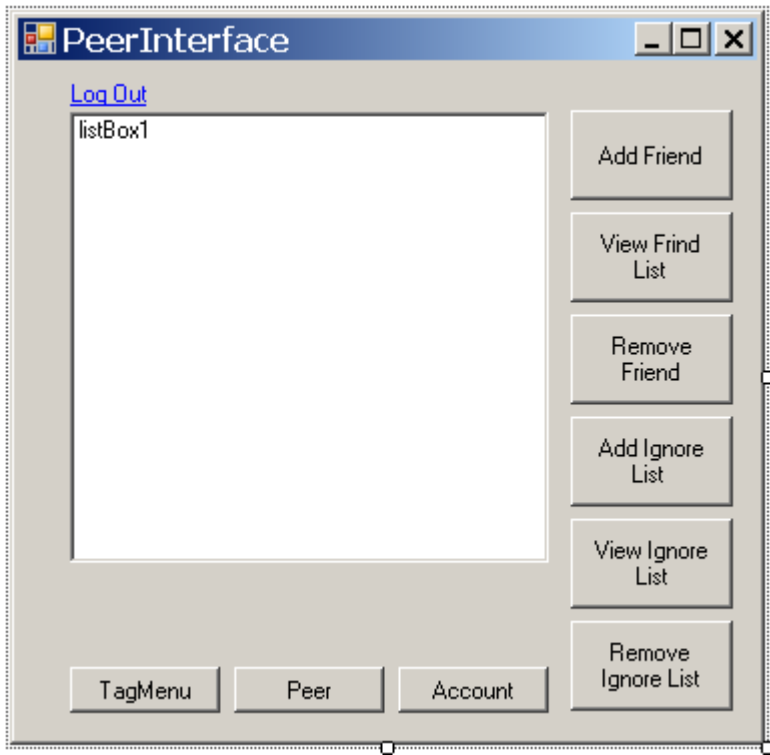 PeerInterface
Log Out
listBox1
Add Friend
View Frind
List
Remove
Friend
Add Ignore
List
View Ignore
List
Remove
Ignore List
TagMenu
Peer
Account